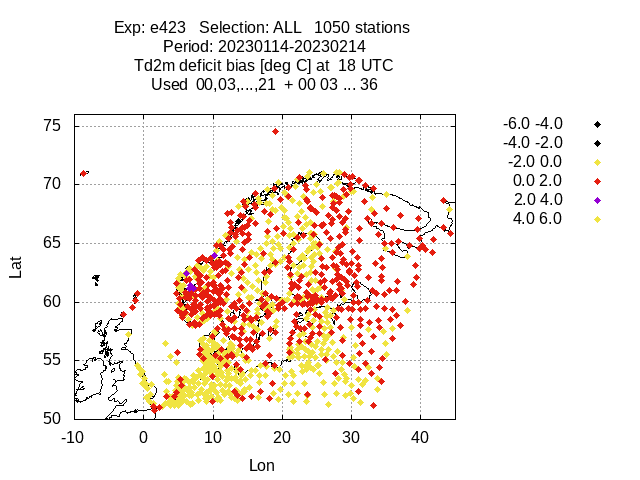 Exp: e423   Selection: ALL   1050 stations
Period: 20230114-20230214
Td2m deficit bias [deg C] at  18 UTC
Used  00,03,...,21  + 00 03 ... 36
-6.0 -4.0
-4.0 -2.0
-2.0 0.0
0.0 2.0
2.0 4.0
4.0 6.0
75
70
65
60
55
50
Lat
-10 0 10 20 30 40
Lon